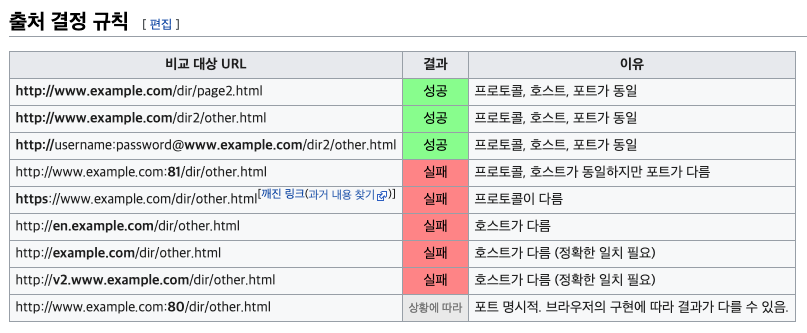 출처 결정 규칙 [ 편집 ]
비교 대상 URL 결과 이유
http://www.example.com/dir/page2.html 성공 프로토콜, 호스트, 포트가 동일
http://www.example.com/dir2/other.html 성공 프로토콜, 호스트, 포트가 동일
http://username:password@www.example.com/dir2/other.html 성공 프로토콜, 호스트, 포트가 동일
http://www.example.com:81/dir/other.html 실패 프로토콜, 호스트가 동일하지만 포트가 다름
https://www.example.com/dir/other.html[깨진 링크(과거 내용 찾기)] 실패 프로토콜이 다름
http://en.example.com/dir/other.html 실패 호스트가 다름
http://example.com/dir/other.html 실패 호스트가 다름 (정확한 일치 필요)
http://v2.www.example.com/dir/other.html 실패 호스트가 다름 (정확한 일치 필요)
http://www.example.com:80/dir/other.html 상황에 따라 포트 명시적. 브라우저의 구현에 따라 결과가 다를 수 있음.